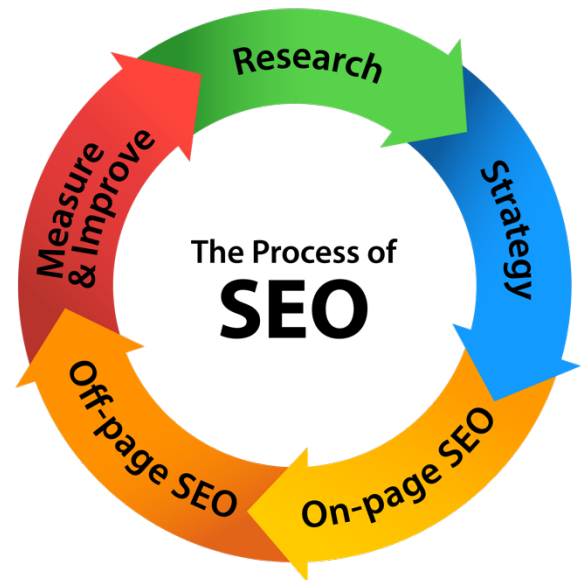 The Process of
SEO
Research
Strategy
On-page SEO
Off-page SEO
Measure
& Improve